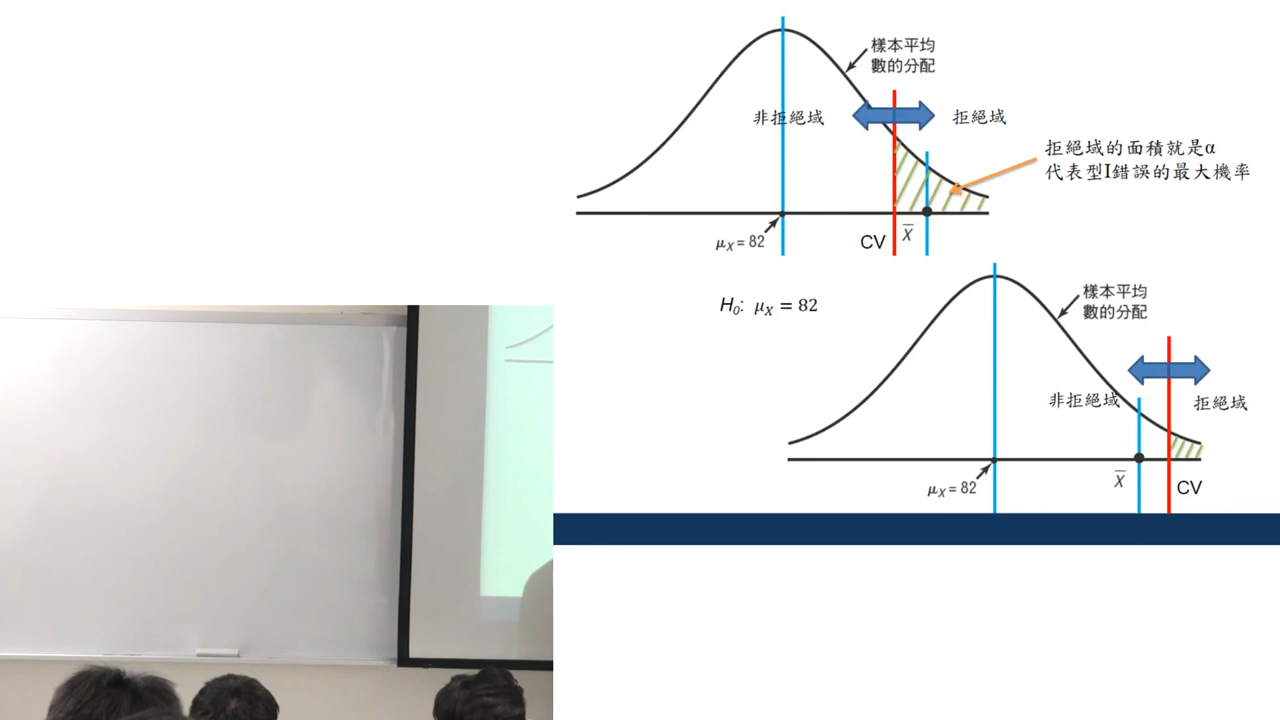 樣本平均
數的分配
非拒絕域
拒絕域
拒絕域的面積就是α
代表型I錯誤的最大機率
μX = 82
CV
X̄
H0: μX = 82
樣本平均
數的分配
非拒絕域
拒絕域
μX = 82
X̄
CV